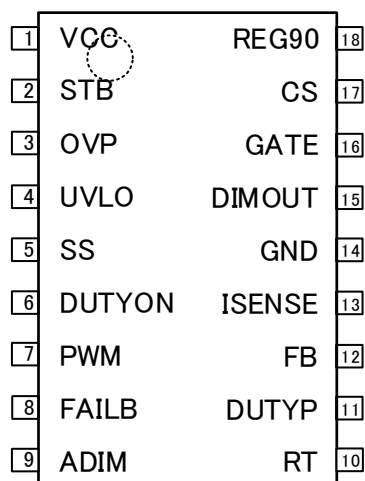 1 VCC REG90 18
2 STB CS 17
3 OVP GATE 16
4 UVLO DIMOUT 15
5 SS GND 14
6 DUTYON ISENSE 13
7 PWM FB 12
8 FAILB DUTYP 11
9 ADIM RT 10